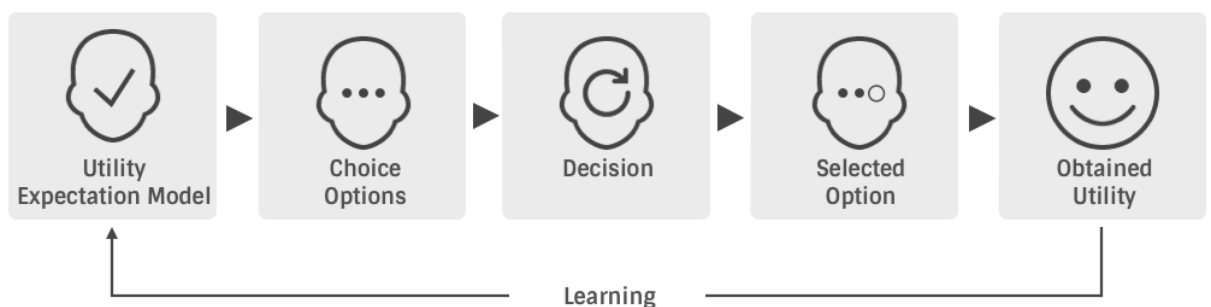 Utility
Expectation Model
Choice
Options
Decision
Selected
Option
Obtained
Utility
Learning